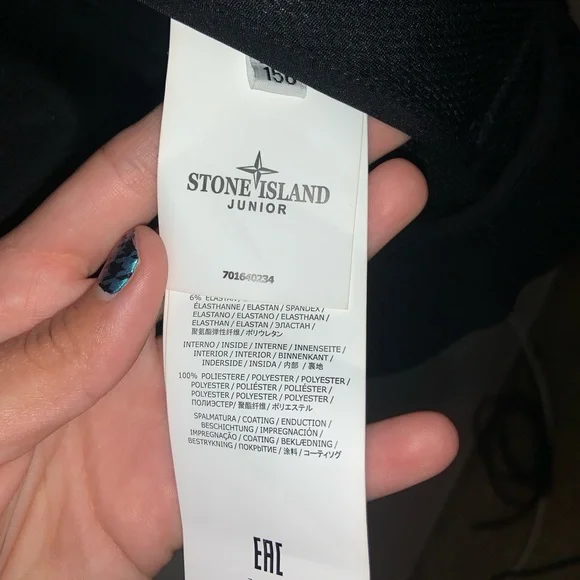 STONE ISLAND
JUNIOR
701640234
6% ELASTAN
ÉLASTHANNE / ELASTAN / SPANDEX /
ELASTANO / ELASTANO / ELASTHAAN /
ELASTHAN / ELASTAN / ЭЛАСТАН /
聚氨酯弹性纤维 / ポリウレタン
INTERNO / INSIDE / INTERNE / INNENSEITE /
INTERIOR / INTERIOR / BINNENKANT /
INDERSIDE / INSIDA / 内部 / 裏地
100% POLIESTERE / POLYESTER / POLYESTER /
POLYESTER / POLIÉSTER / POLIÉSTER /
POLYESTER / POLYESTER / POLYESTER /
ПОЛИЭСТЕР/ 聚酯纤维 / ポリエステル
SPALMATURA / COATING / ENDUCTION /
BESCHICHTUNG / IMPREGNACIÓN /
IMPREGNAÇÃO / COATING / BEKLÆDNING /
BESTRYKNING / ПОКРЫТИЕ / 涂料 / コーティング
EAC